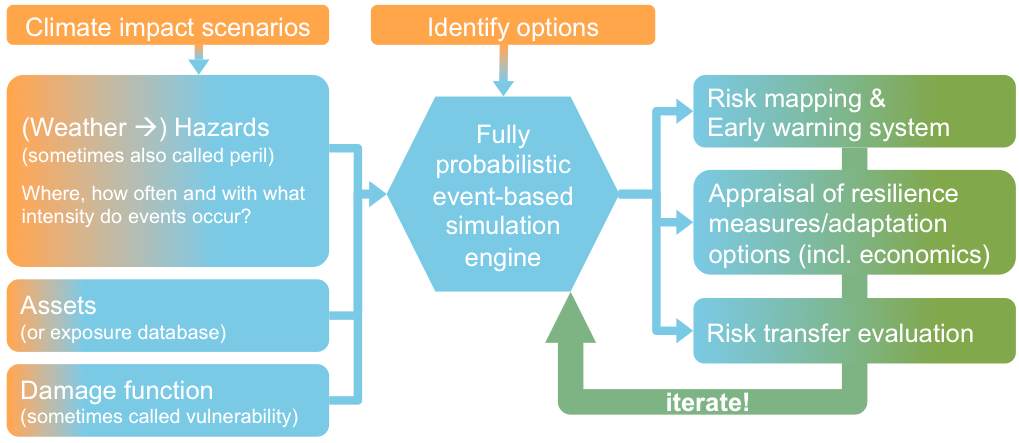 Climate impact scenarios
Identify options
(Weather →) Hazards
(sometimes also called peril)
Where, how often and with what
intensity do events occur?
Assets
(or exposure database)
Damage function
(sometimes called vulnerability)
Fully
probabilistic
event-based
simulation
engine
Risk mapping &
Early warning system
Appraisal of resilience
measures/adaptation
options (incl. economics)
Risk transfer evaluation
iterate!